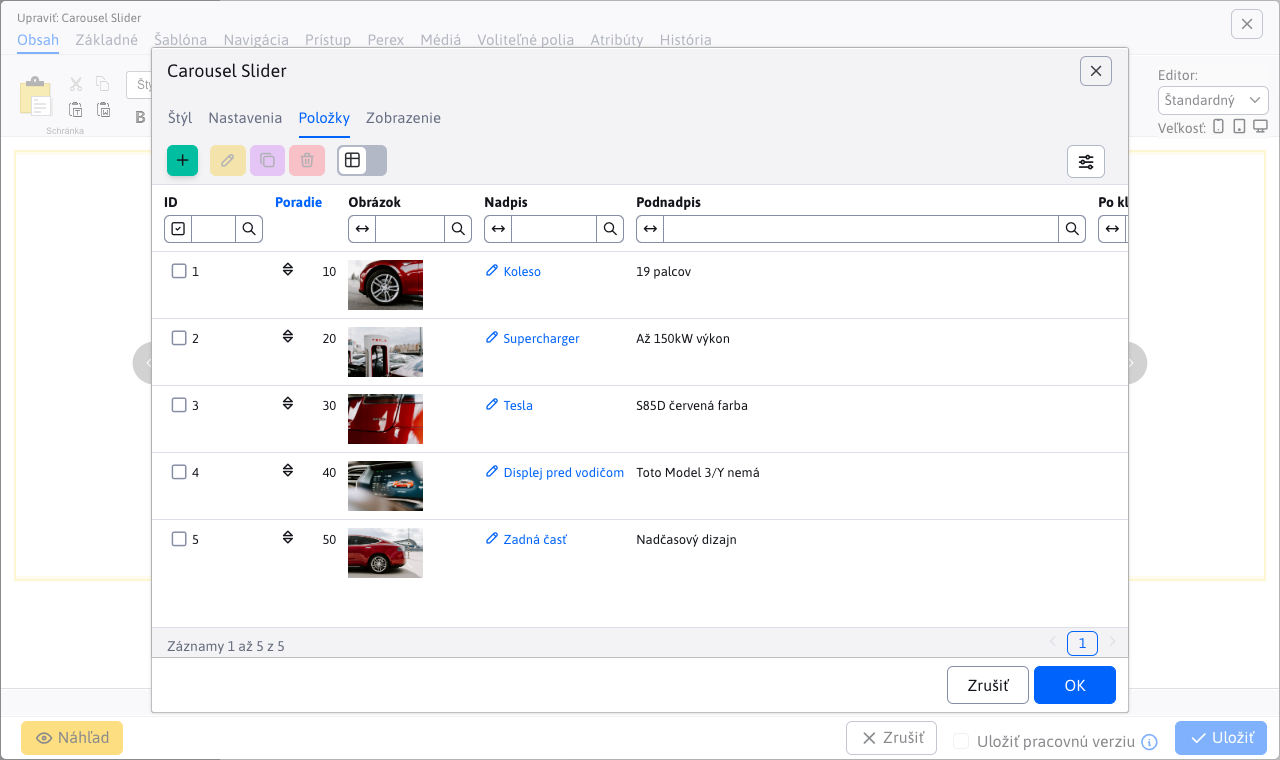 Upraviť: Carousel Slider
Obsah Základné Šablóna Navigácia Prístup Perex Médiá Voliteľné polia Atribúty História
Schránka
B
Editor:
Štandardný
Veľkosť:
Carousel Slider
Štýl Nastavenia Položky Zobrazenie
ID Poradie Obrázok Nadpis Podnadpis Po kl
1 10 Koleso 19 palcov
2 20 Supercharger Až 150kW výkon
3 30 Tesla S85D červená farba
4 40 Displej pred vodičom Toto Model 3/Y nemá
5 50 Zadná časť Nadčasový dizajn
Záznamy 1 až 5 z 5
1
Zrušiť OK
Náhľad Zrušiť Uložiť pracovnú verziu Uložiť